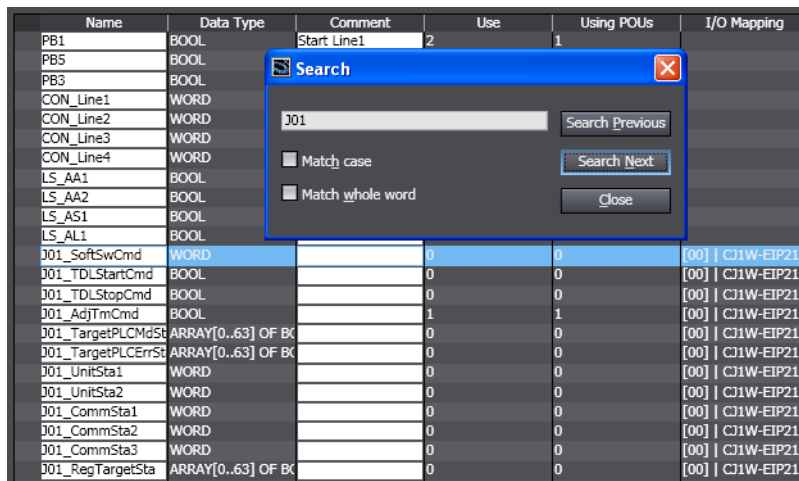 Name Data Type Comment Use Using POUs I/O Mapping
PB1 BOOL Start Line1 2 1
PB5 BOOL
PB3 BOOL
CON_Line1 WORD
CON_Line2 WORD
CON_Line3 WORD
CON_Line4 WORD
LS_AA1 BOOL
LS_AA2 BOOL
LS_AS1 BOOL
LS_AL1 BOOL
Search
J01
Search Previous
Match case
Search Next
Match whole word
Close
J01_SoftSwCmd WORD 0 0 [00] | CJ1W-EIP21
J01_TDLStartCmd BOOL 0 0 [00] | CJ1W-EIP21
J01_TDLStopCmd BOOL 0 0 [00] | CJ1W-EIP21
J01_AdjTmCmd BOOL 1 1 [00] | CJ1W-EIP21
J01_TargetPLCMdSt ARRAY[0..63] OF BO 0 0 [00] | CJ1W-EIP21
J01_TargetPLCErrSt ARRAY[0..63] OF BO 0 0 [00] | CJ1W-EIP21
J01_UnitSta1 WORD 0 0 [00] | CJ1W-EIP21
J01_UnitSta2 WORD 0 0 [00] | CJ1W-EIP21
J01_CommSta1 WORD 0 0 [00] | CJ1W-EIP21
J01_CommSta2 WORD 0 0 [00] | CJ1W-EIP21
J01_CommSta3 WORD 0 0 [00] | CJ1W-EIP21
J01_RegTargetSta ARRAY[0..63] OF BO 0 0 [00] | CJ1W-EIP21